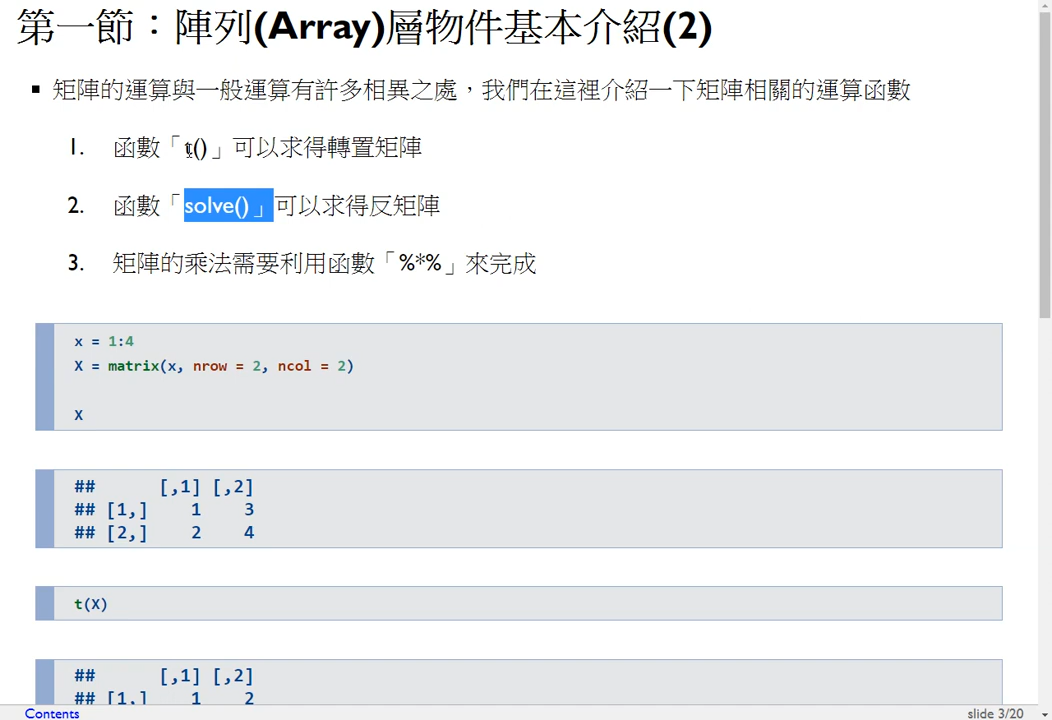 第一節：陣列(Array)層物件基本介紹(2)
矩陣的運算與一般運算有許多相異之處，我們在這裡介紹一下矩陣相關的運算函數
1. 函數「t()」可以求得轉置矩陣
2. 函數「solve()」可以求得反矩陣
3. 矩陣的乘法需要利用函數「%*%」來完成
x = 1:4
X = matrix(x, nrow = 2, ncol = 2)
X
##      [,1] [,2]
## [1,]    1    3
## [2,]    2    4
t(X)
##      [,1] [,2]
## [1,]    1    2
Contents
slide 3/20